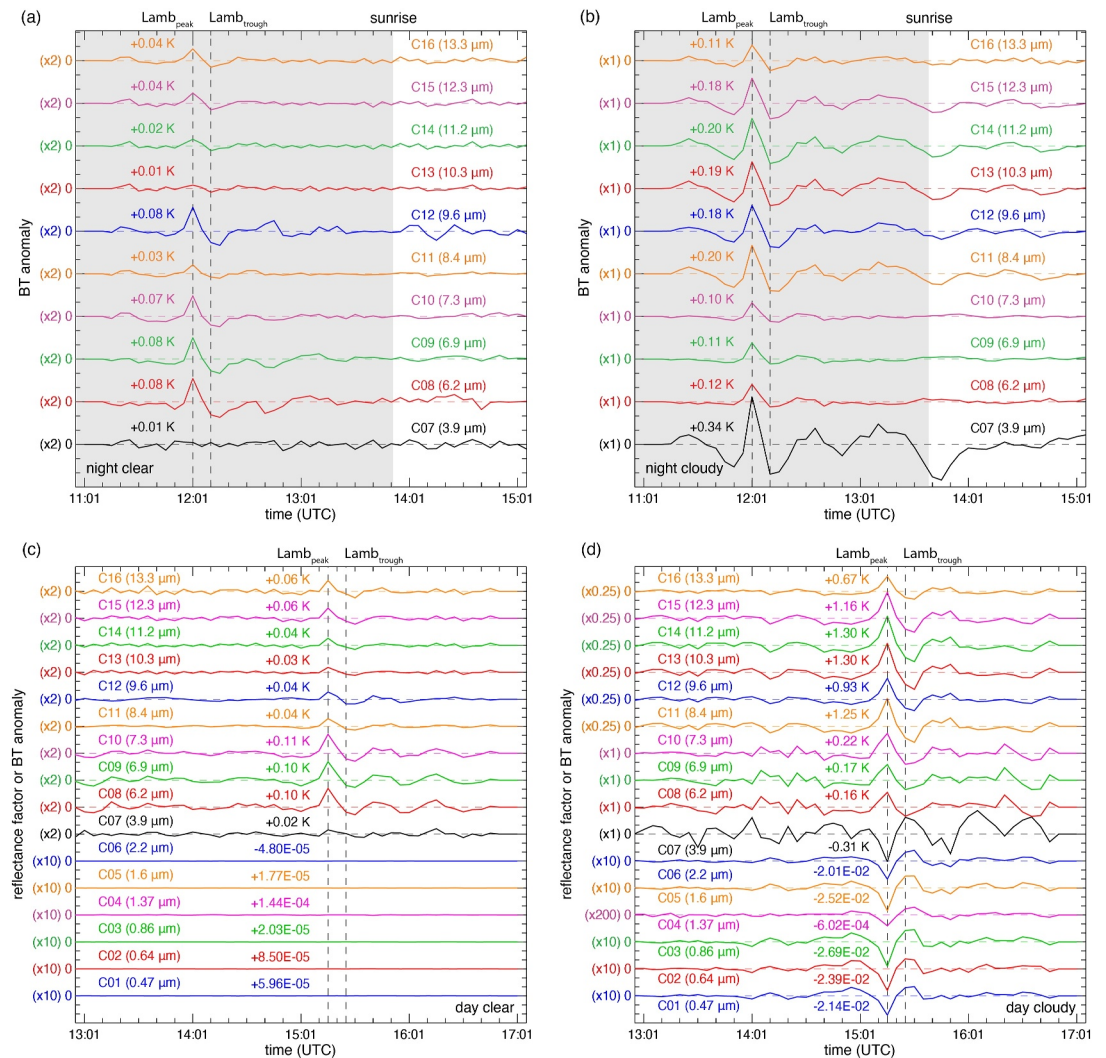 (a)
Lamb_peak Lamb_trough sunrise
BT anomaly
(x2) 0 +0.04 K C16 (13.3 µm)
(x2) 0 +0.04 K C15 (12.3 µm)
(x2) 0 +0.02 K C14 (11.2 µm)
(x2) 0 +0.01 K C13 (10.3 µm)
(x2) 0 +0.08 K C12 (9.6 µm)
(x2) 0 +0.03 K C11 (8.4 µm)
(x2) 0 +0.07 K C10 (7.3 µm)
(x2) 0 +0.08 K C09 (6.9 µm)
(x2) 0 +0.08 K C08 (6.2 µm)
(x2) 0 +0.01 K C07 (3.9 µm)
night clear
11:01 12:01 13:01 14:01 15:01
time (UTC)
(b)
Lamb_peak Lamb_trough sunrise
BT anomaly
(x1) 0 +0.11 K C16 (13.3 µm)
(x1) 0 +0.18 K C15 (12.3 µm)
(x1) 0 +0.20 K C14 (11.2 µm)
(x1) 0 +0.19 K C13 (10.3 µm)
(x1) 0 +0.18 K C12 (9.6 µm)
(x1) 0 +0.20 K C11 (8.4 µm)
(x1) 0 +0.10 K C10 (7.3 µm)
(x1) 0 +0.11 K C09 (6.9 µm)
(x1) 0 +0.12 K C08 (6.2 µm)
(x1) 0 +0.34 K C07 (3.9 µm)
night cloudy
11:01 12:01 13:01 14:01 15:01
time (UTC)
(c)
Lamb_peak Lamb_trough
reflectance factor or BT anomaly
(x2) 0 C16 (13.3 µm) +0.06 K
(x2) 0 C15 (12.3 µm) +0.06 K
(x2) 0 C14 (11.2 µm) +0.04 K
(x2) 0 C13 (10.3 µm) +0.03 K
(x2) 0 C12 (9.6 µm) +0.04 K
(x2) 0 C11 (8.4 µm) +0.04 K
(x2) 0 C10 (7.3 µm) +0.11 K
(x2) 0 C09 (6.9 µm) +0.10 K
(x2) 0 C08 (6.2 µm) +0.10 K
(x2) 0 C07 (3.9 µm) +0.02 K
(x10) 0 C06 (2.2 µm) -4.80E-05
(x10) 0 C05 (1.6 µm) +1.77E-05
(x10) 0 C04 (1.37 µm) +1.44E-04
(x10) 0 C03 (0.86 µm) +2.03E-05
(x10) 0 C02 (0.64 µm) +8.50E-05
(x10) 0 C01 (0.47 µm) +5.96E-05
day clear
13:01 14:01 15:01 16:01 17:01
time (UTC)
(d)
Lamb_peak Lamb_trough
reflectance factor or BT anomaly
(x0.25) 0 C16 (13.3 µm) +0.67 K
(x0.25) 0 C15 (12.3 µm) +1.16 K
(x0.25) 0 C14 (11.2 µm) +1.30 K
(x0.25) 0 C13 (10.3 µm) +1.30 K
(x0.25) 0 C12 (9.6 µm) +0.93 K
(x0.25) 0 C11 (8.4 µm) +1.25 K
(x1) 0 C10 (7.3 µm) +0.22 K
(x1) 0 C09 (6.9 µm) +0.17 K
(x1) 0 C08 (6.2 µm) +0.16 K
(x1) 0 C07 (3.9 µm) -0.31 K
(x10) 0 C06 (2.2 µm) -2.01E-02
(x10) 0 C05 (1.6 µm) -2.52E-02
(x200) 0 C04 (1.37 µm) -6.02E-04
(x10) 0 C03 (0.86 µm) -2.69E-02
(x10) 0 C02 (0.64 µm) -2.39E-02
(x10) 0 C01 (0.47 µm) -2.14E-02
day cloudy
13:01 14:01 15:01 16:01 17:01
time (UTC)